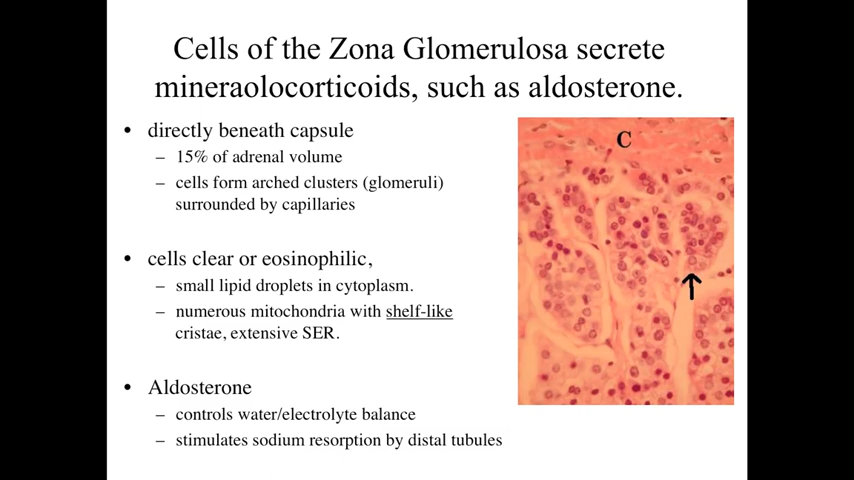 Cells of the Zona Glomerulosa secrete
mineraolocorticoids, such as aldosterone.
• directly beneath capsule
– 15% of adrenal volume
– cells form arched clusters (glomeruli)
surrounded by capillaries
• cells clear or eosinophilic,
– small lipid droplets in cytoplasm.
– numerous mitochondria with shelf-like
cristae, extensive SER.
• Aldosterone
– controls water/electrolyte balance
– stimulates sodium resorption by distal tubules
C